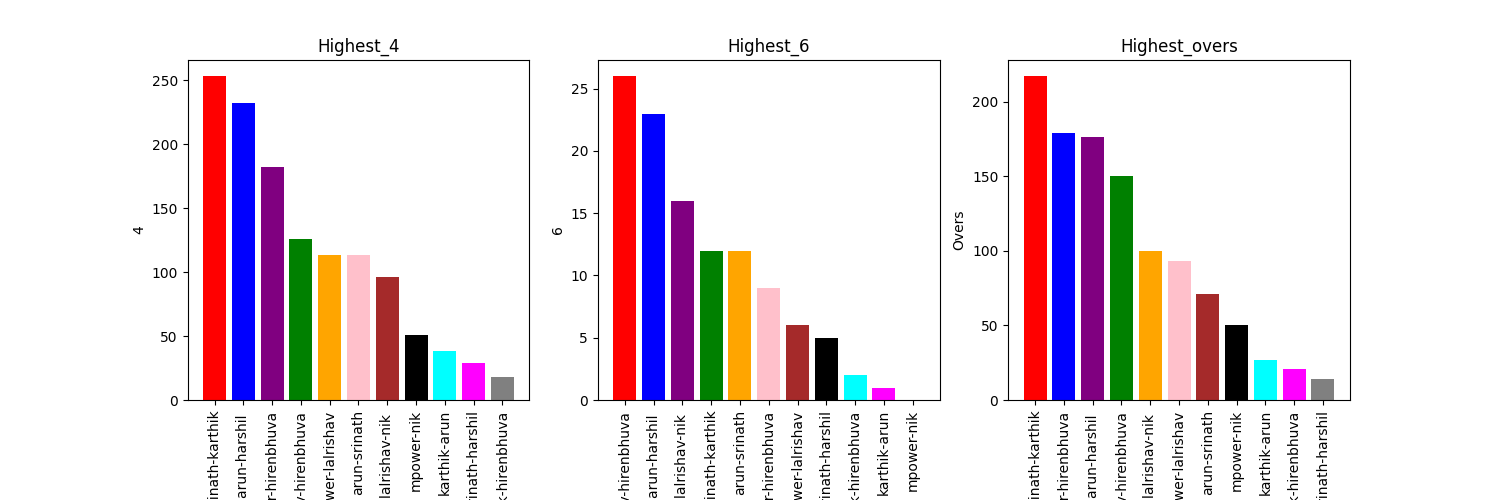 Highest_4
4
250
200
150
100
50
0
inath-karthik
arun-harshil
r-hirenbhuva
y-hirenbhuva
wer-lalrishav
arun-srinath
lalrishav-nik
mpower-nik
karthik-arun
inath-harshil
k-hirenbhuva
Highest_6
6
25
20
15
10
5
0
y-hirenbhuva
arun-harshil
lalrishav-nik
inath-karthik
arun-srinath
r-hirenbhuva
wer-lalrishav
inath-harshil
k-hirenbhuva
karthik-arun
mpower-nik
Highest_overs
Overs
200
150
100
50
0
inath-karthik
r-hirenbhuva
arun-harshil
y-hirenbhuva
lalrishav-nik
wer-lalrishav
arun-srinath
mpower-nik
karthik-arun
k-hirenbhuva
inath-harshil